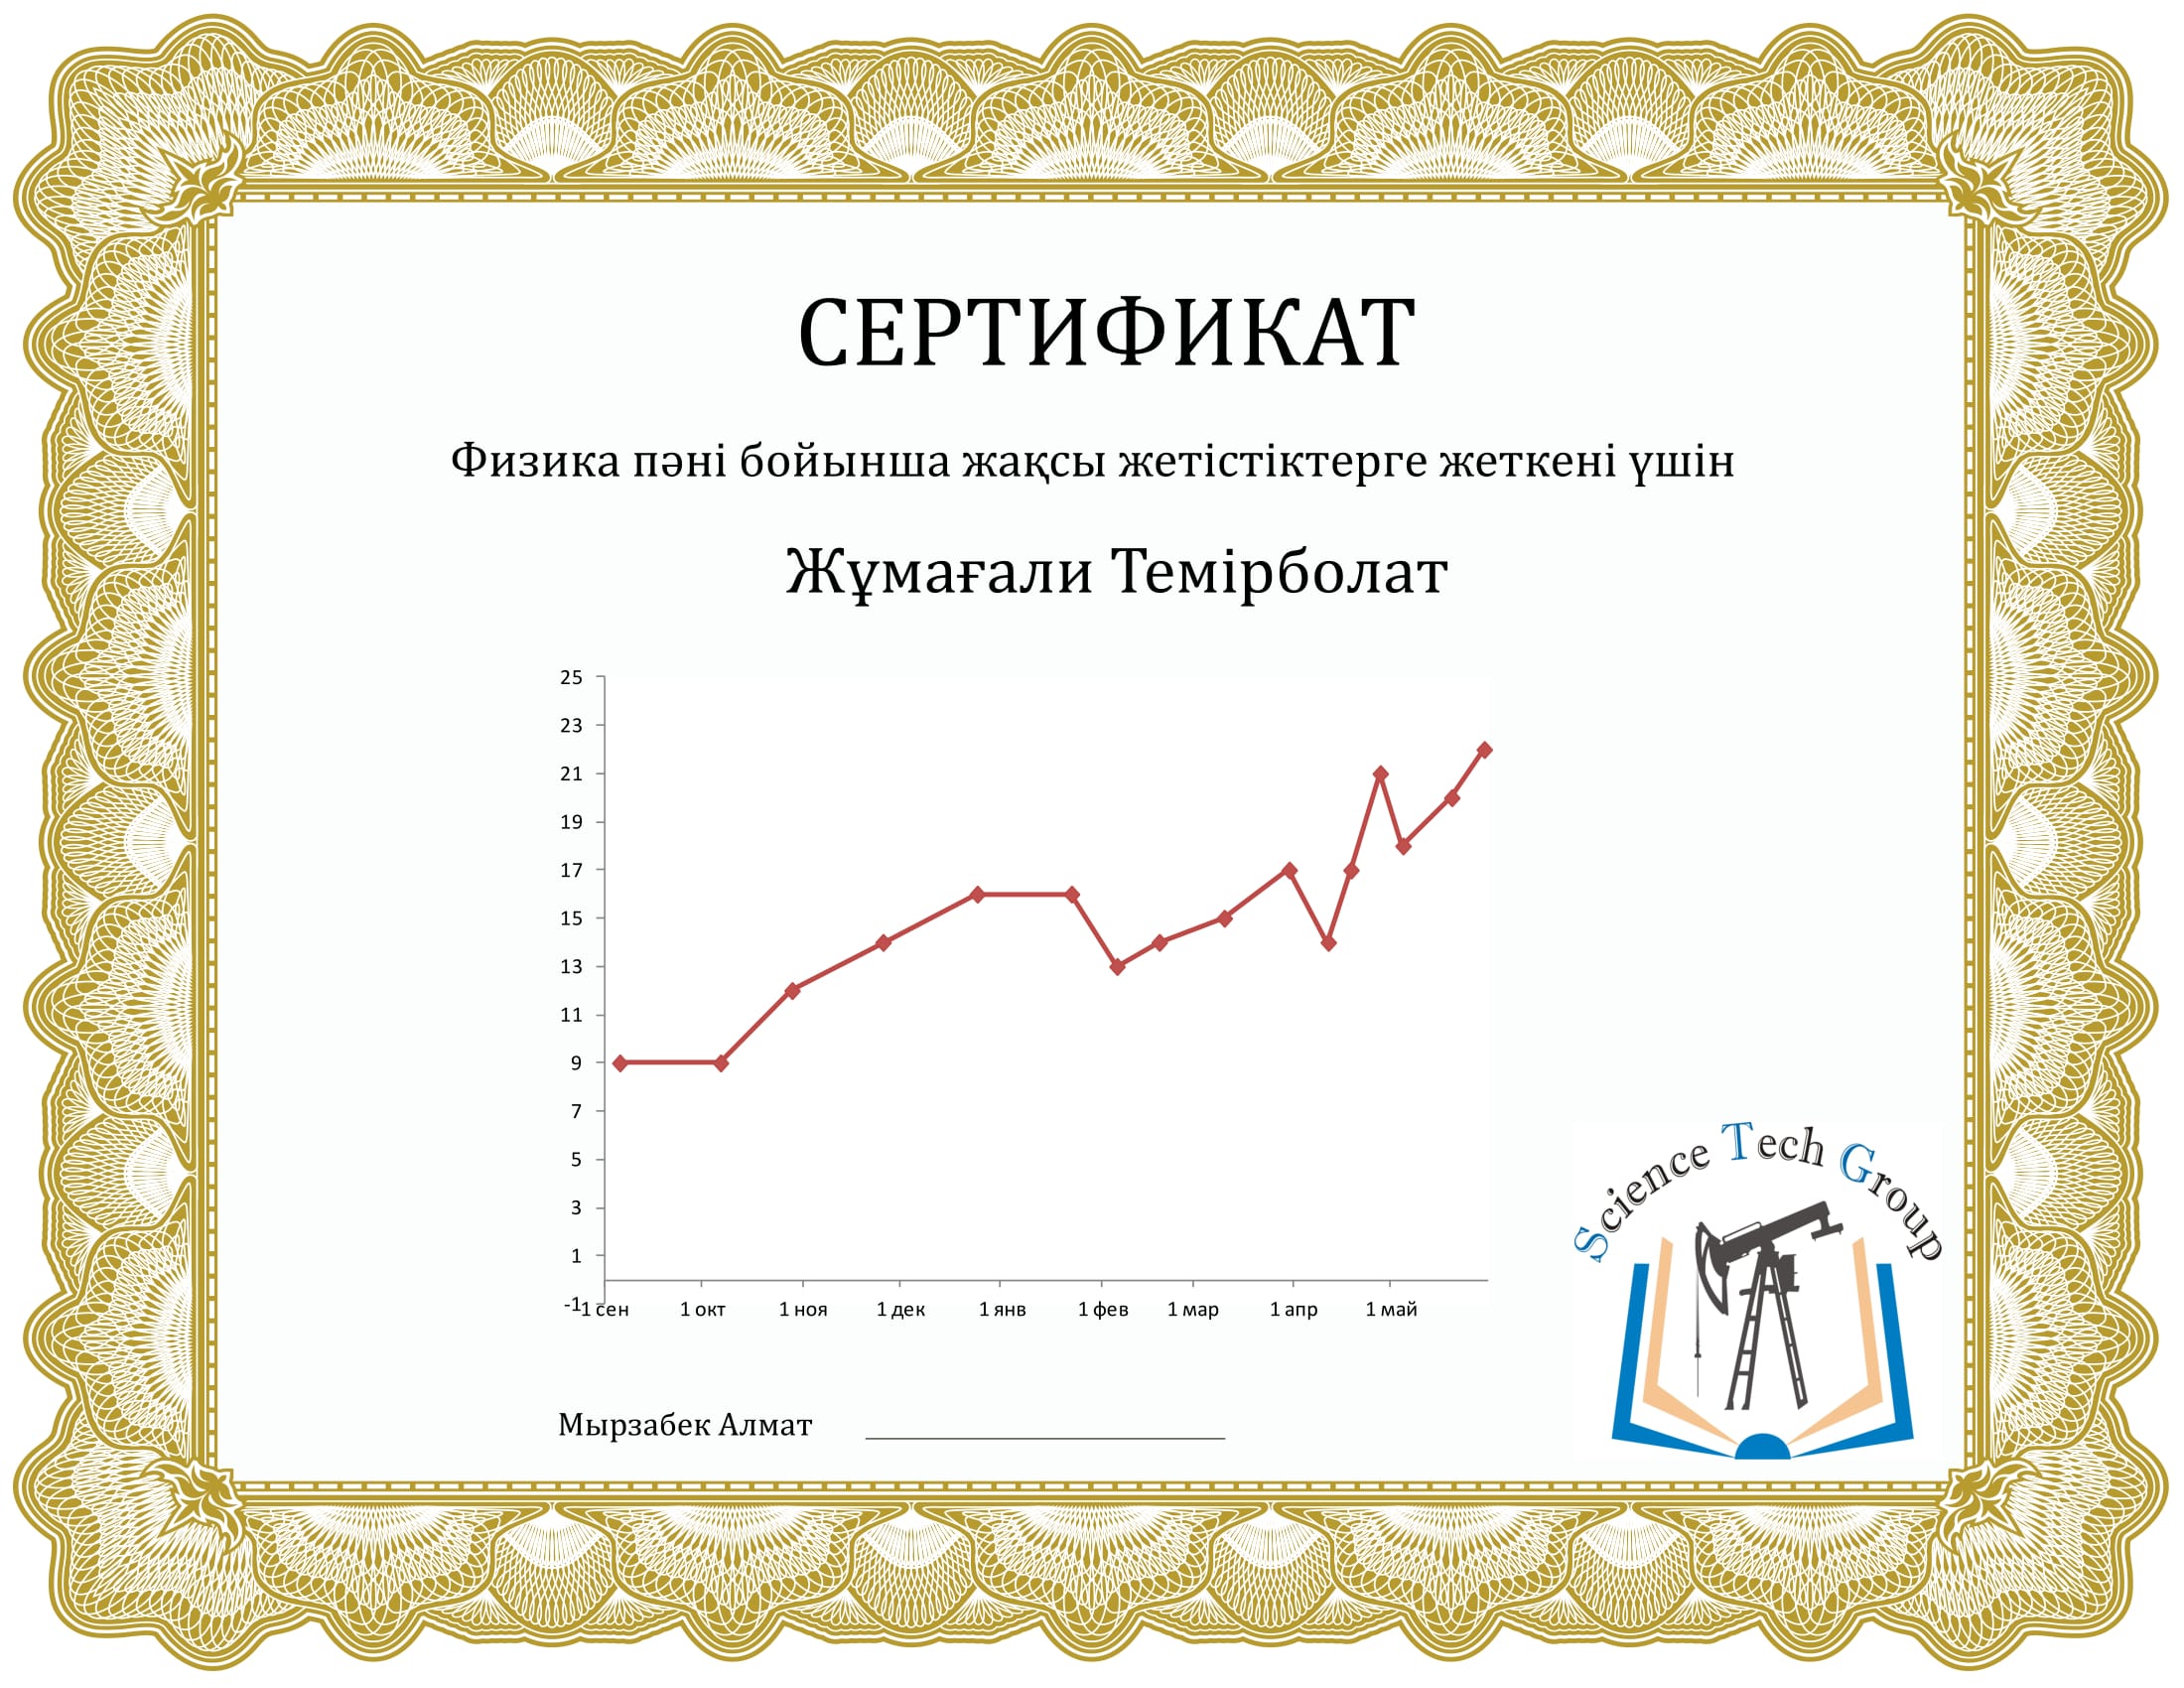 СЕРТИФИКАТ
Физика пәні бойынша жақсы жетістіктерге жеткені үшін
Жұмағали Темірболат
25
23
21
19
17
15
13
11
9
7
5
3
1
-1
1 сен 1 окт 1 ноя 1 дек 1 янв 1 фев 1 мар 1 апр 1 май
Science Tech Group
Мырзабек Алмат